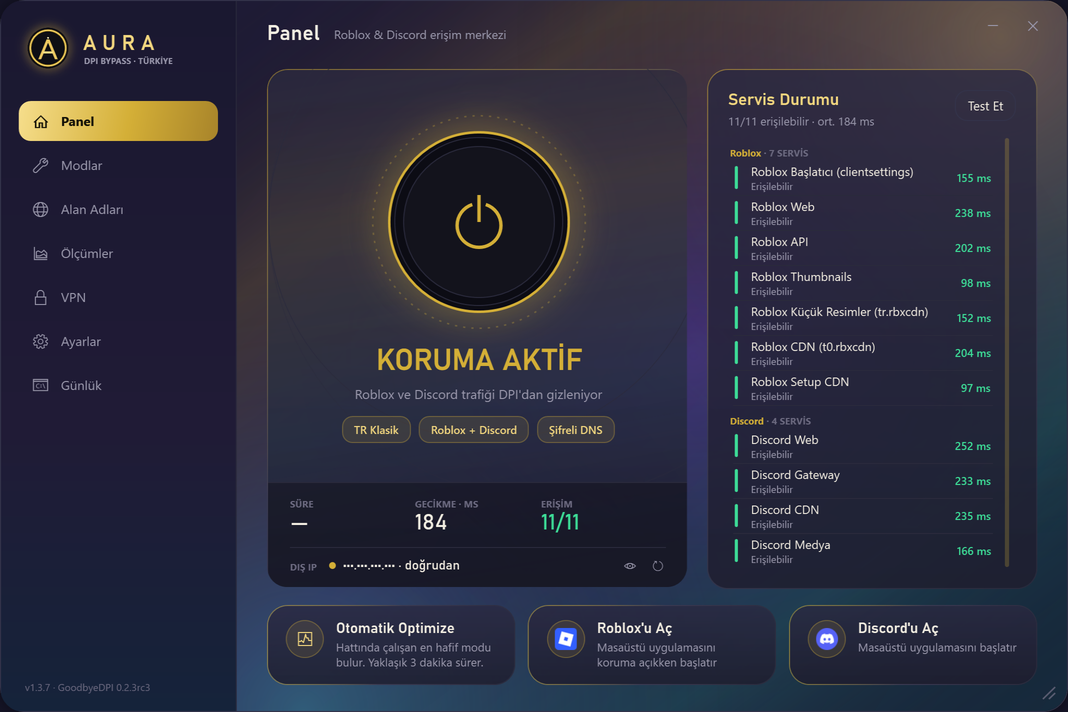 AURA
DPI BYPASS · TÜRKİYE
Panel
Modlar
Alan Adları
Ölçümler
VPN
Ayarlar
Günlük
v1.3.7 · GoodbyeDPI 0.2.3rc3
Panel Roblox & Discord erişim merkezi
KORUMA AKTİF
Roblox ve Discord trafiği DPI'dan gizleniyor
TR Klasik Roblox + Discord Şifreli DNS
SÜRE GECİKME · MS ERİŞİM
— 184 11/11
DIŞ IP •••.•••.•••.••• · doğrudan
Servis Durumu
Test Et
11/11 erişilebilir · ort. 184 ms
Roblox · 7 SERVİS
Roblox Başlatıcı (clientsettings) 155 ms
Erişilebilir
Roblox Web 238 ms
Erişilebilir
Roblox API 202 ms
Erişilebilir
Roblox Thumbnails 98 ms
Erişilebilir
Roblox Küçük Resimler (tr.rbxcdn) 152 ms
Erişilebilir
Roblox CDN (t0.rbxcdn) 204 ms
Erişilebilir
Roblox Setup CDN 97 ms
Erişilebilir
Discord · 4 SERVİS
Discord Web 252 ms
Erişilebilir
Discord Gateway 233 ms
Erişilebilir
Discord CDN 235 ms
Erişilebilir
Discord Medya 166 ms
Erişilebilir
Otomatik Optimize
Hattında çalışan en hafif modu
bulur. Yaklaşık 3 dakika sürer.
Roblox'u Aç
Masaüstü uygulamasını
koruma açıkken başlatır
Discord'u Aç
Masaüstü uygulamasını başlatır